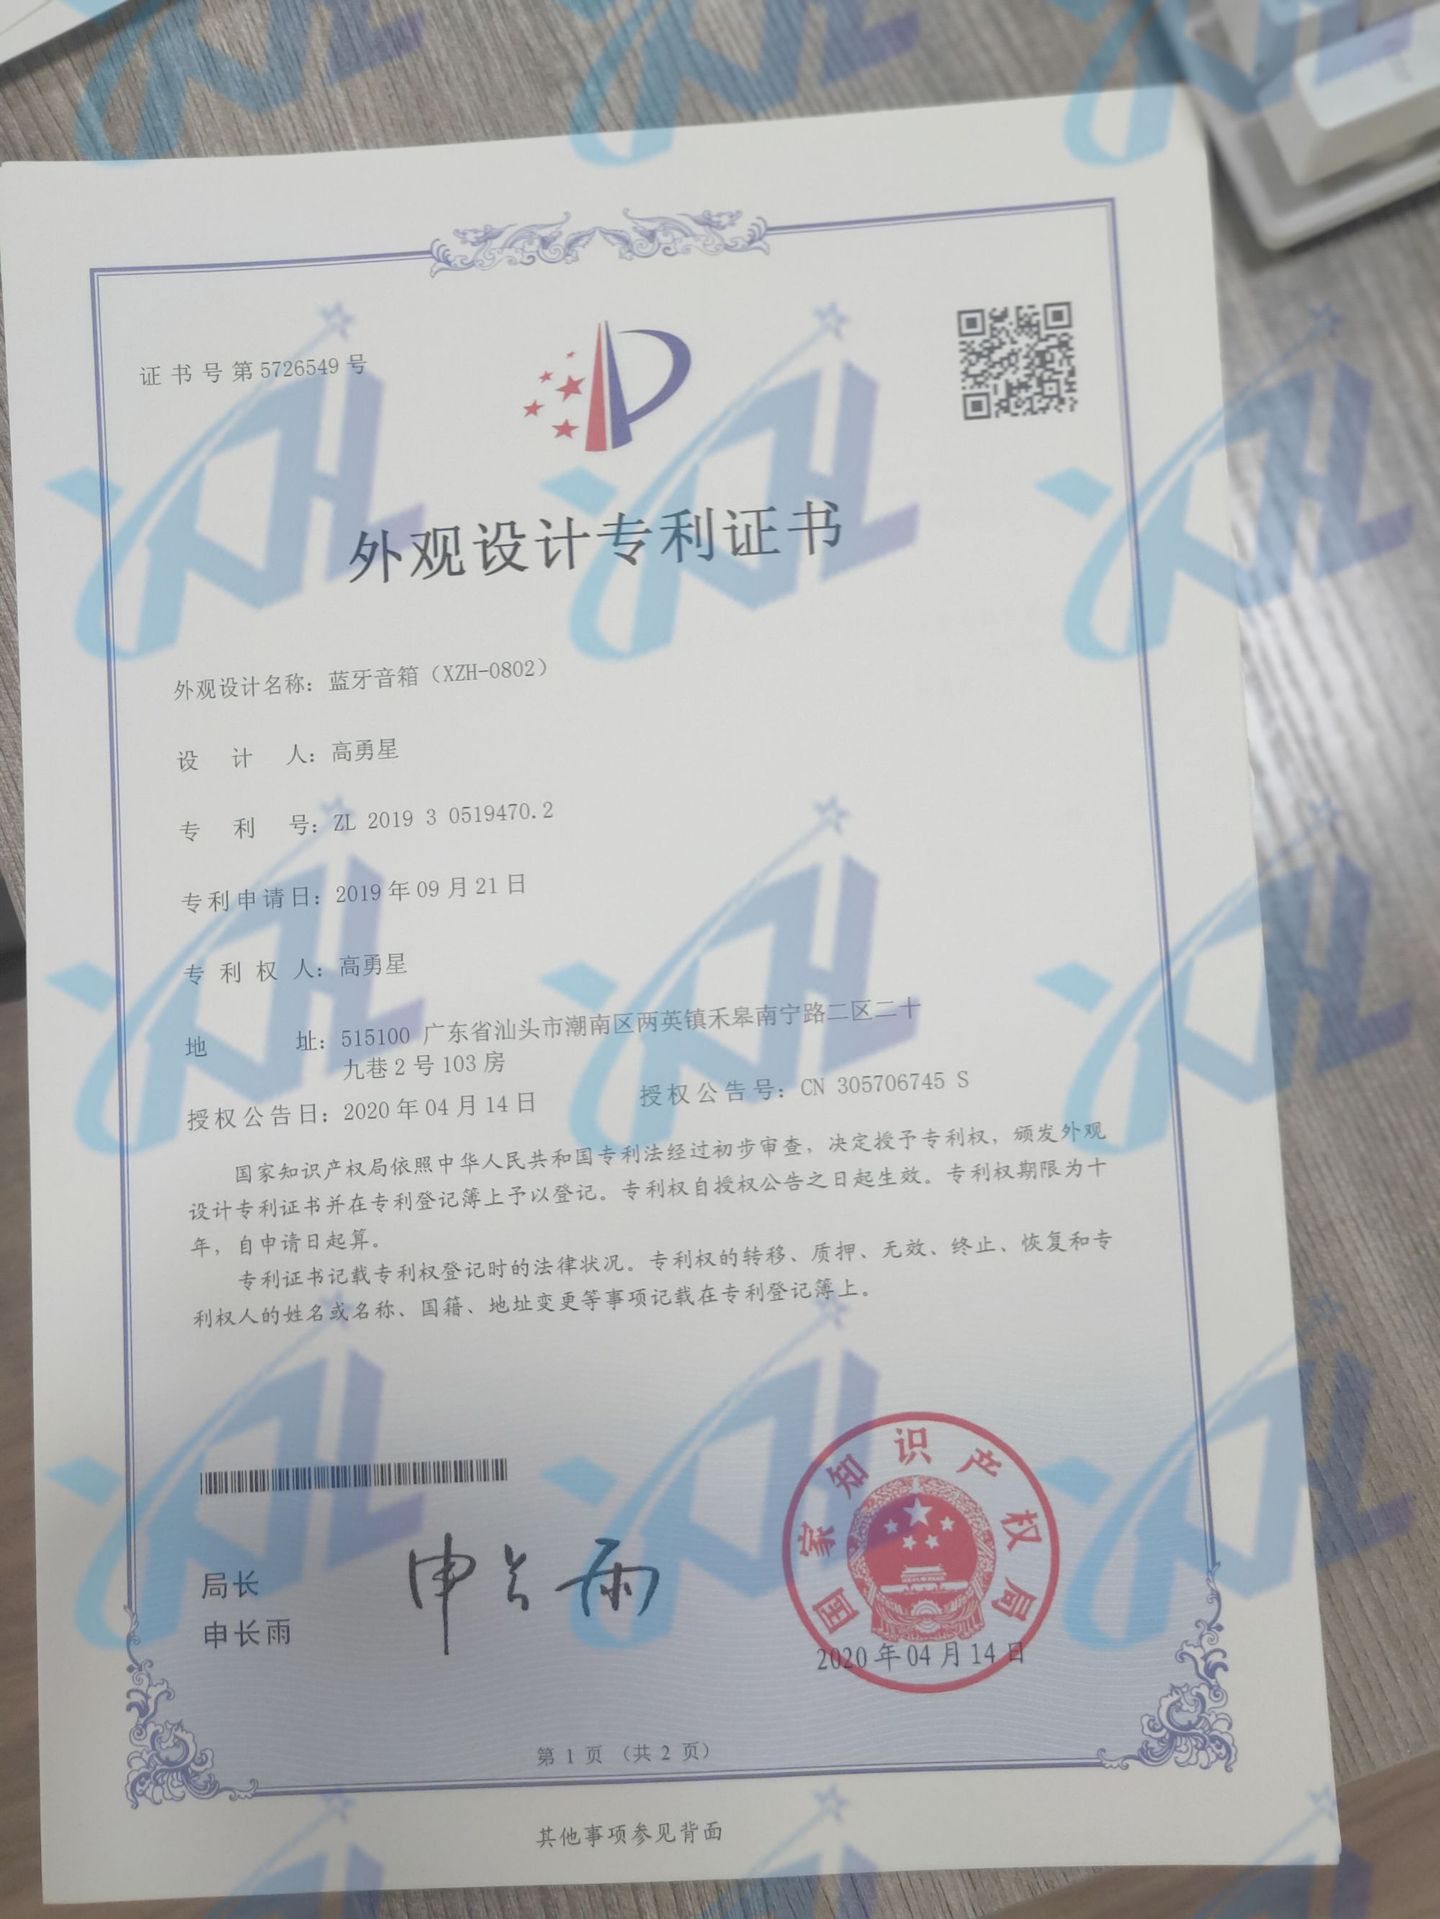 证书号第5726549号
外观设计专利证书
外观设计名称：蓝牙音箱（XZH-0802）
设计人：高勇星
专利号：ZL 2019 3 0519470.2
专利申请日：2019年09月21日
专利权人：高勇星
地址：515100 广东省汕头市潮南区两英镇禾皋南宁路二区二十
九巷2号103房
授权公告日：2020年04月14日 授权公告号：CN 305706745 S
国家知识产权局依照中华人民共和国专利法经过初步审查，决定授予专利权，颁发外观
设计专利证书并在专利登记簿上予以登记。专利权自授权公告之日起生效。专利权期限为十
年，自申请日起算。
专利证书记载专利权登记时的法律状况。专利权的转移、质押、无效、终止、恢复和专
利权人的姓名或名称、国籍、地址变更等事项记载在专利登记簿上。
局长
申长雨
申长雨
国家知识产权局
2020年04月14日
第 1 页 （共 2 页）
其他事项参见背面